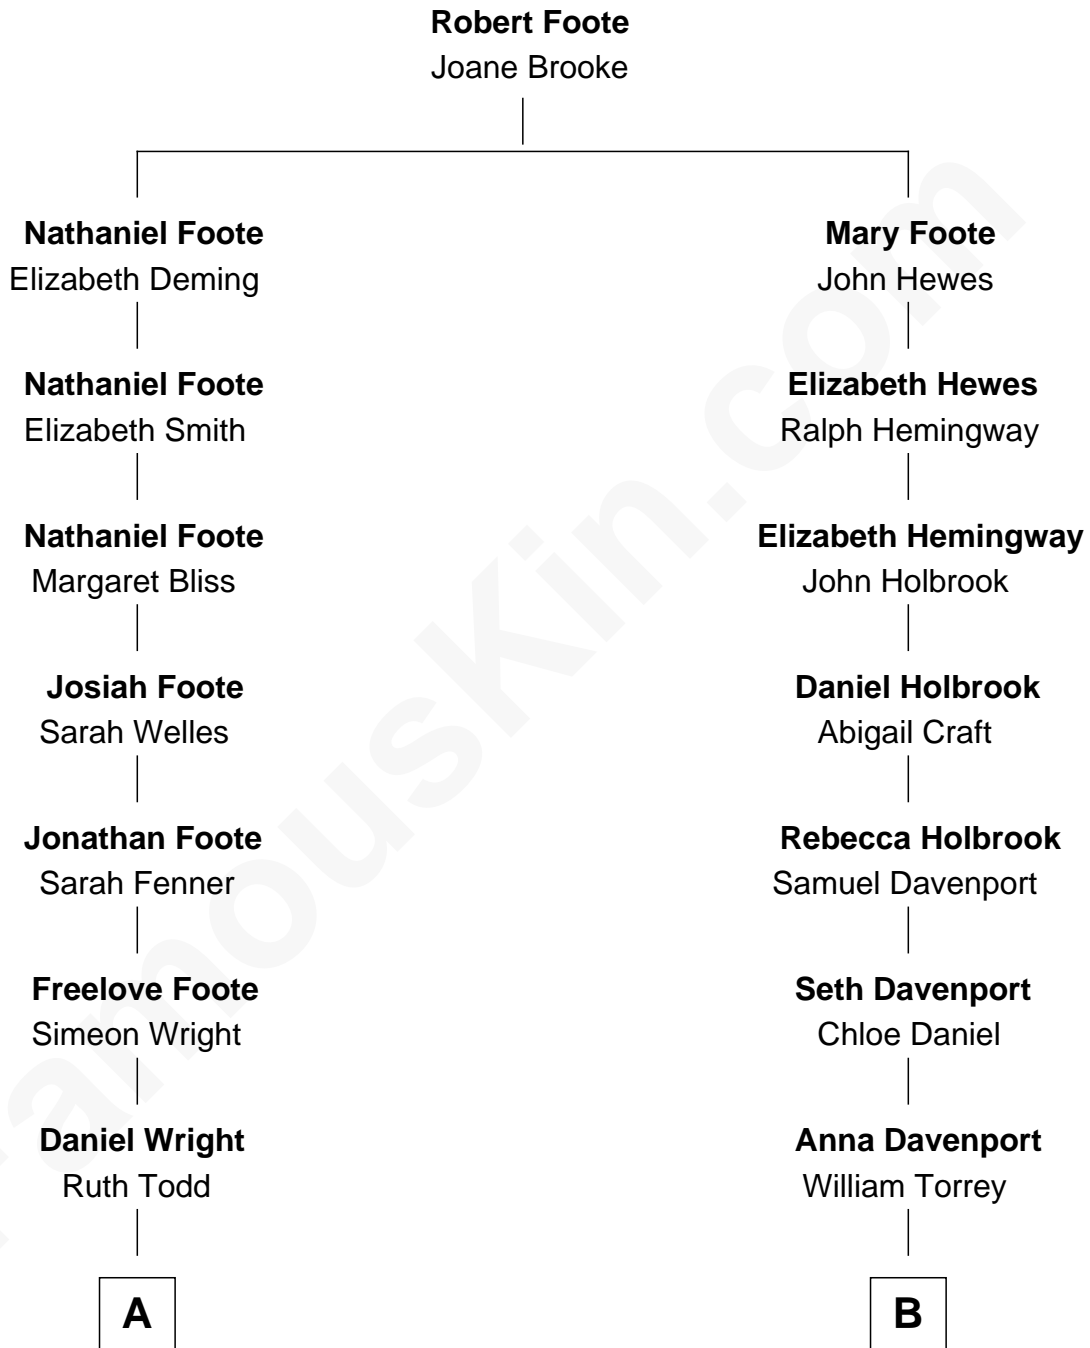 Robert Foote
Joane Brooke
Nathaniel Foote
Elizabeth Deming
Mary Foote
John Hewes
Nathaniel Foote
Elizabeth Smith
Elizabeth Hewes
Ralph Hemingway
Nathaniel Foote
Margaret Bliss
Elizabeth Hemingway
John Holbrook
Josiah Foote
Sarah Welles
Daniel Holbrook
Abigail Craft
Jonathan Foote
Sarah Fenner
Rebecca Holbrook
Samuel Davenport
Freelove Foote
Simeon Wright
Seth Davenport
Chloe Daniel
Daniel Wright
Ruth Todd
Anna Davenport
William Torrey
A
B
FamousKin.com